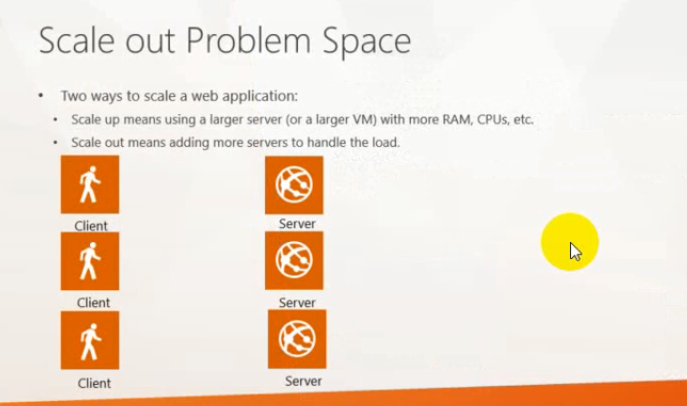 Scale out Problem Space
• Two ways to scale a web application:
• Scale up means using a larger server (or a larger VM) with more RAM, CPUs, etc.
• Scale out means adding more servers to handle the load.
Client Server
Client Server
Client Server